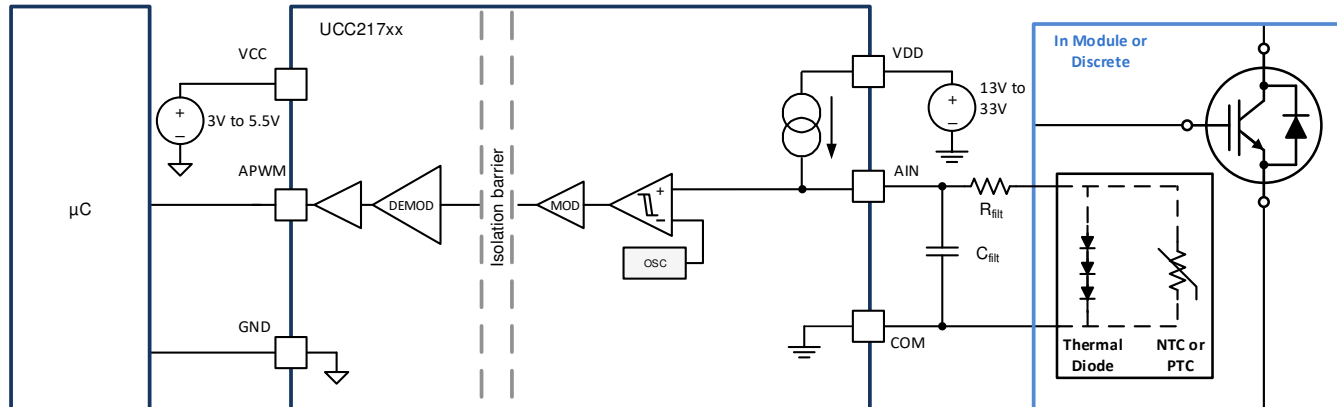 UCC217xx
In Module or
Discrete
VCC
VDD
+
−
3V to 5.5V
+
−
13V to
33V
APWM
AIN
µC
DEMOD
Isolation barrier
MOD
+
−
OSC
Rfilt
Cfilt
GND
COM
Thermal
Diode
NTC or
PTC